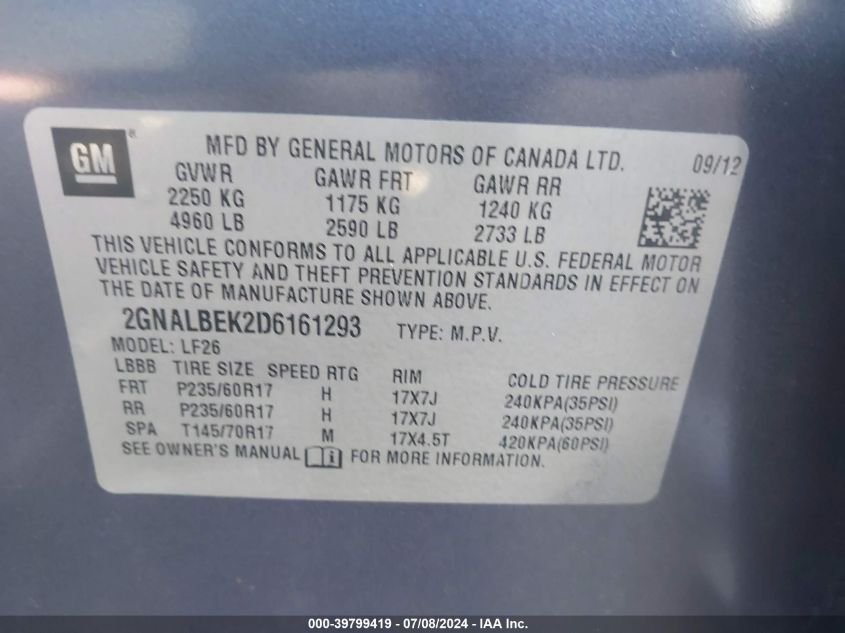 GM ® MFD BY GENERAL MOTORS OF CANADA LTD. 09/12
GVWR GAWR FRT GAWR RR
2250 KG 1175 KG 1240 KG
4960 LB 2590 LB 2733 LB
THIS VEHICLE CONFORMS TO ALL APPLICABLE U.S. FEDERAL MOTOR
VEHICLE SAFETY AND THEFT PREVENTION STANDARDS IN EFFECT ON
THE DATE OF MANUFACTURE SHOWN ABOVE.
2GNALBEK2D6161293 TYPE: M.P.V.
MODEL: LF26
LBBB TIRE SIZE SPEED RTG RIM COLD TIRE PRESSURE
FRT P235/60R17 H 17X7J 240KPA(35PSI)
RR P235/60R17 H 17X7J 240KPA(35PSI)
SPA T145/70R17 M 17X4.5T 420KPA(60PSI)
SEE OWNER'S MANUAL i FOR MORE INFORMATION.
000-39799419 - 07/08/2024 - IAA Inc.